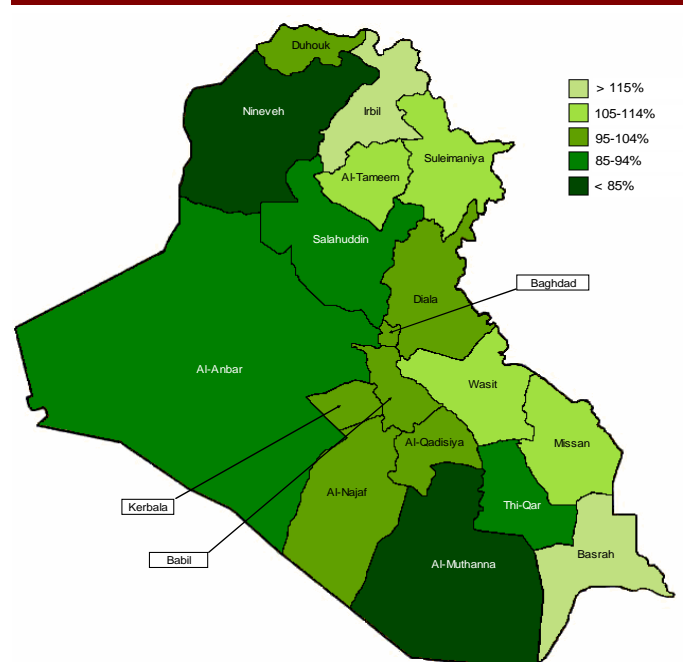 Duhouk
> 115%
Nineveh
Irbil
105-114%
95-104%
Suleimaniya
85-94%
Al-Tameem
< 85%
Salahuddin
Baghdad
Diala
Al-Anbar
Wasit
Al-Qadisiya
Missan
Al-Najaf
Kerbala
Thi-Qar
Babil
Al-Muthanna
Basrah